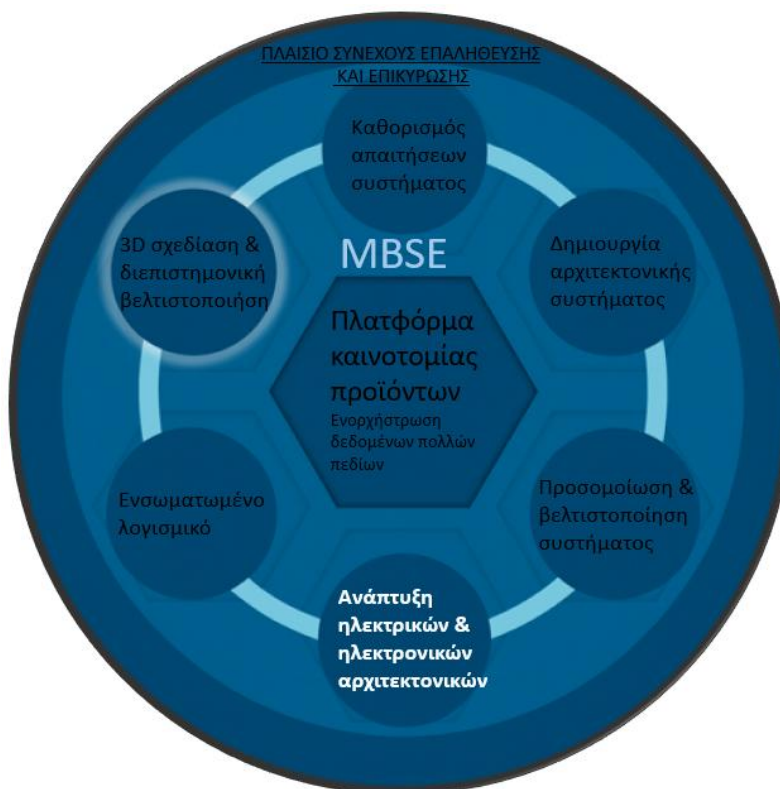 ΠΛΑΙΣΙΟ ΣΥΝΕΧΟΥΣ ΕΠΑΛΗΘΕΥΣΗΣ
ΚΑΙ ΕΠΙΚΥΡΩΣΗΣ
Καθορισμός
απαιτήσεων
συστήματος
3D σχεδίαση &
διεπιστημονική
βελτιστοποιήση
MBSE
Δημιουργία
αρχιτεκτονικής
συστήματος
Πλατφόρμα
καινοτομίας
προϊόντων
Ενορχήστρωση
δεδομένων πολλών
πεδίων
Ενσωματωμένο
λογισμικό
Προσομοίωση &
βελτιστοποίηση
συστήματος
Ανάπτυξη
ηλεκτρικών &
ηλεκτρονικών
αρχιτεκτονικών